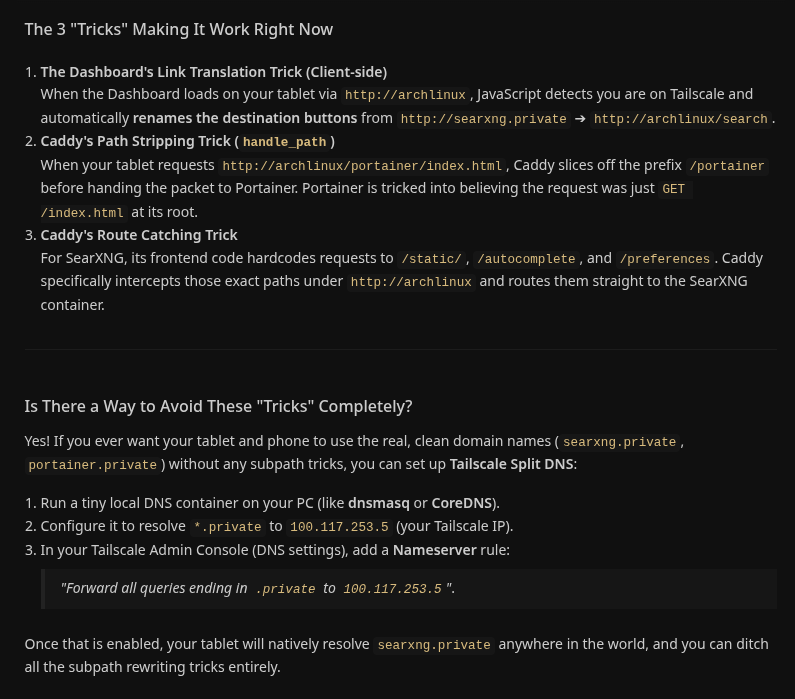 The 3 "Tricks" Making It Work Right Now
1. The Dashboard's Link Translation Trick (Client-side)
When the Dashboard loads on your tablet via http://archlinux, JavaScript detects you are on Tailscale and
automatically renames the destination buttons from http://searxng.private → http://archlinux/search.
2. Caddy's Path Stripping Trick (handle_path)
When your tablet requests http://archlinux/portainer/index.html, Caddy slices off the prefix /portainer
before handing the packet to Portainer. Portainer is tricked into believing the request was just GET
/index.html at its root.
3. Caddy's Route Catching Trick
For SearXNG, its frontend code hardcodes requests to /static/, /autocomplete, and /preferences. Caddy
specifically intercepts those exact paths under http://archlinux and routes them straight to the SearXNG
container.
Is There a Way to Avoid These "Tricks" Completely?
Yes! If you ever want your tablet and phone to use the real, clean domain names (searxng.private,
portainer.private) without any subpath tricks, you can set up Tailscale Split DNS:
1. Run a tiny local DNS container on your PC (like dnsmasq or CoreDNS).
2. Configure it to resolve *.private to 100.117.253.5 (your Tailscale IP).
3. In your Tailscale Admin Console (DNS settings), add a Nameserver rule:
"Forward all queries ending in .private to 100.117.253.5".
Once that is enabled, your tablet will natively resolve searxng.private anywhere in the world, and you can ditch
all the subpath rewriting tricks entirely.